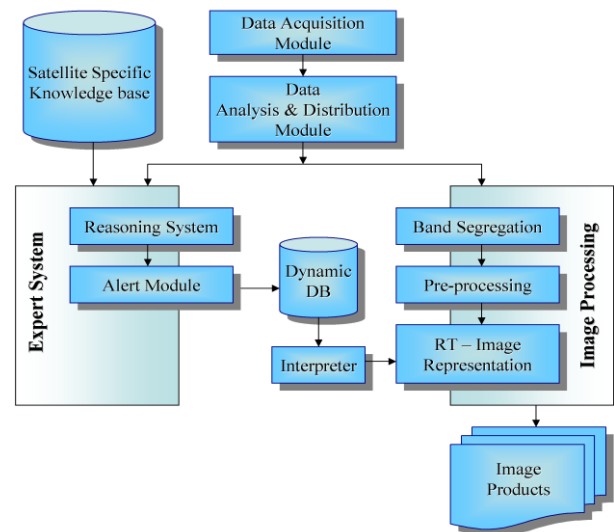 Data Acquisition
Module
Satellite Specific
Knowledge base
Data
Analysis & Distribution
Module
Expert System
Reasoning System
Alert Module
Dynamic
DB
Interpreter
Band Segregation
Pre-processing
RT – Image
Representation
Image Processing
Image
Products